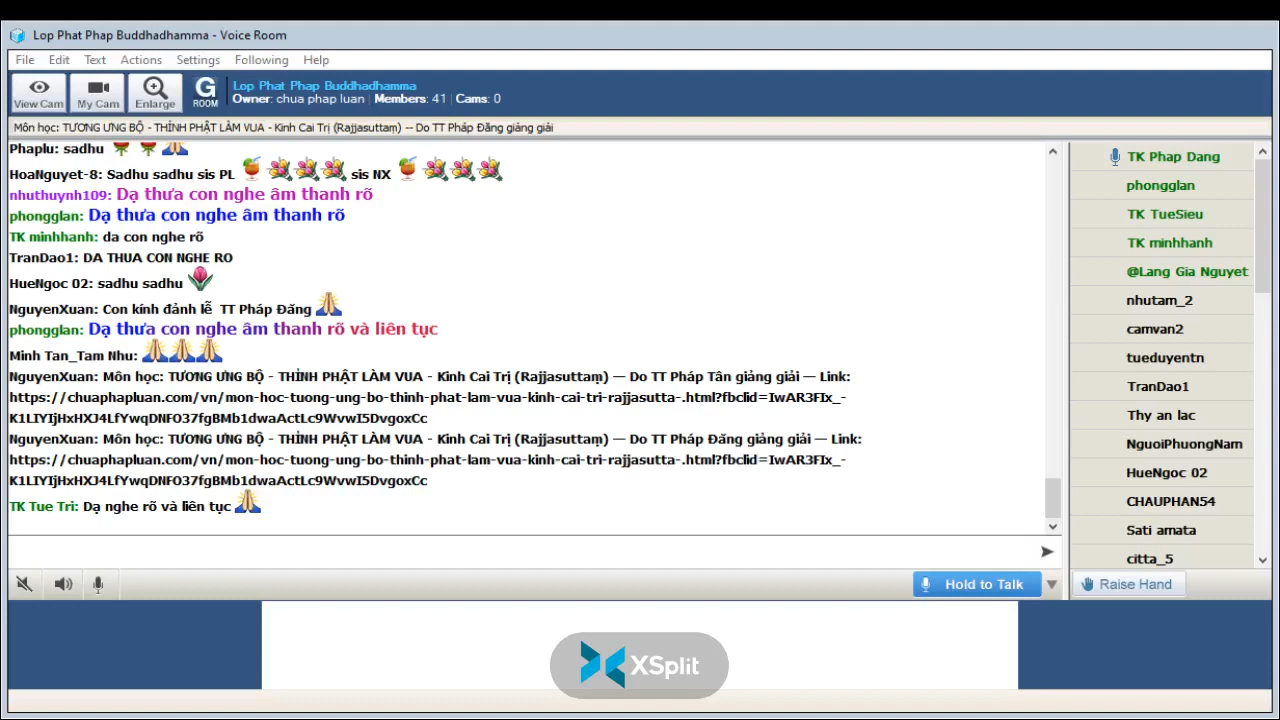 Lop Phat Phap Buddhadhamma - Voice Room
File Edit Text Actions Settings Following Help
View Cam My Cam Enlarge G ROOM
Lop Phat Phap Buddhadhamma
Owner: chua phap luan | Members: 41 | Cams: 0
Môn học: TƯƠNG ƯNG BỘ - THỈNH PHẬT LÀM VUA - Kinh Cai Trị (Rajjasuttaṃ) -- Do TT Pháp Đăng giảng giải
Phaplu: sadhu
HoaNguyet-8: Sadhu sadhu sis PL sis NX
nhuthuynh109: Dạ thưa con nghe âm thanh rõ
phongglan: Dạ thưa con nghe âm thanh rõ
TK minhhanh: da con nghe rõ
TranDao1: DA THUA CON NGHE RO
HueNgoc 02: sadhu sadhu
NguyenXuan: Con kính đảnh lễ TT Pháp Đăng
phongglan: Dạ thưa con nghe âm thanh rõ và liên tục
Minh Tan_Tam Nhu:
NguyenXuan: Môn học: TƯƠNG ƯNG BỘ - THỈNH PHẬT LÀM VUA - Kinh Cai Trị (Rajjasuttaṃ) — Do TT Pháp Tân giảng giải — Link:
https://chuaphapluan.com/vn/mon-hoc-tuong-ung-bo-thinh-phat-lam-vua-kinh-cai-tri-rajjasutta-.html?fbclid=IwAR3FIx_-
K1LIYIjHxHXJ4LfYwqDNFO37fgBMb1dwaActLc9WvwI5DvgoxCc
NguyenXuan: Môn học: TƯƠNG ƯNG BỘ - THỈNH PHẬT LÀM VUA - Kinh Cai Trị (Rajjasuttaṃ) — Do TT Pháp Đăng giảng giải — Link:
https://chuaphapluan.com/vn/mon-hoc-tuong-ung-bo-thinh-phat-lam-vua-kinh-cai-tri-rajjasutta-.html?fbclid=IwAR3FIx_-
K1LIYIjHxHXJ4LfYwqDNFO37fgBMb1dwaActLc9WvwI5DvgoxCc
TK Tue Tri: Dạ nghe rõ và liên tục
TK Phap Dang
phongglan
TK TueSieu
TK minhhanh
@Lang Gia Nguyet
nhutam_2
camvan2
tueduyentn
TranDao1
Thy an lac
NguoiPhuongNam
HueNgoc 02
CHAUPHAN54
Sati amata
citta_5
Hold to Talk
Raise Hand
XSplit